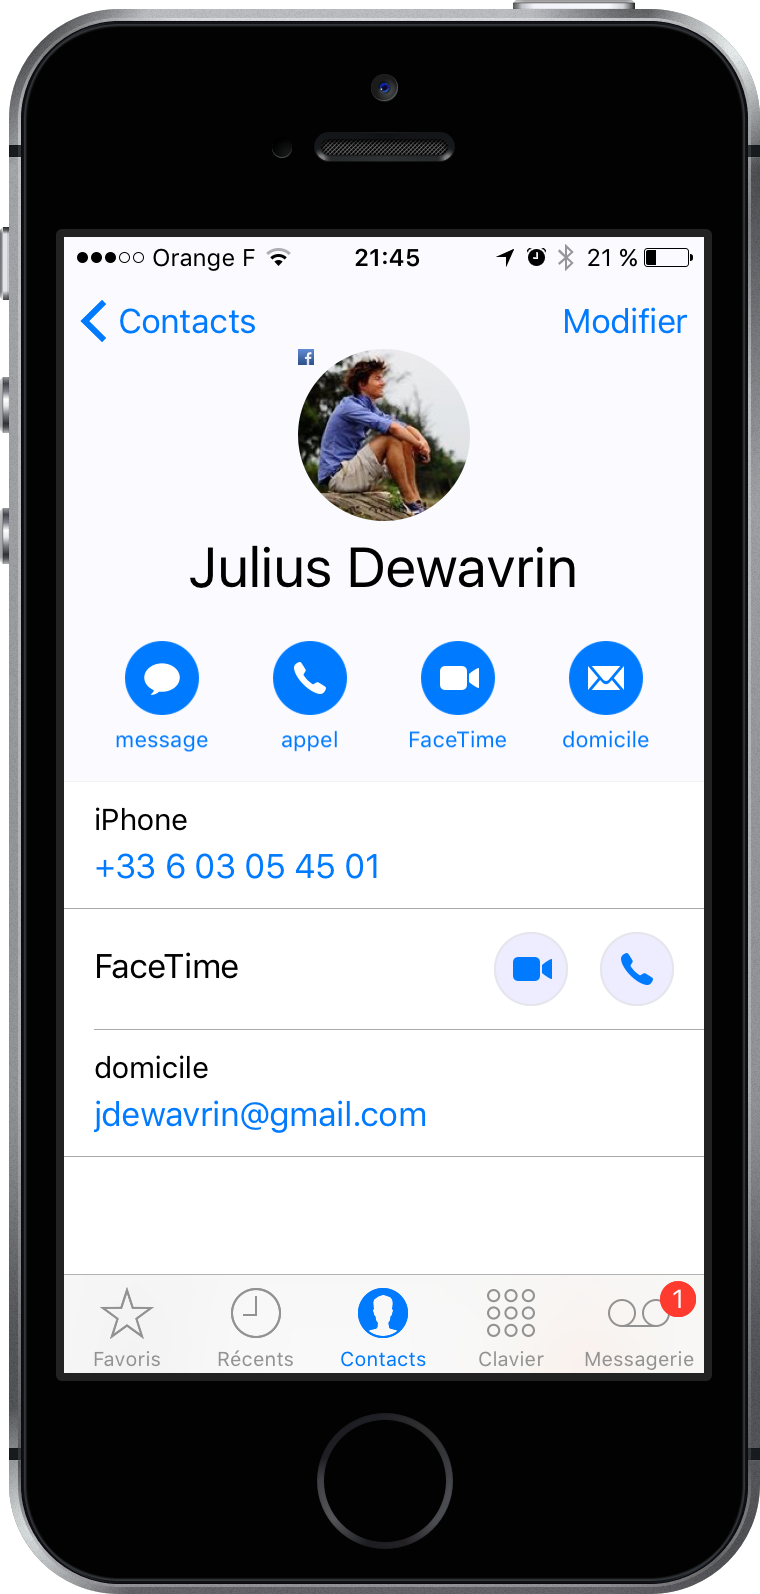 Orange F 21:45 21 %
Contacts Modifier
f
Julius Dewavrin
message appel FaceTime domicile
iPhone
+33 6 03 05 45 01
FaceTime
domicile
jdewavrin@gmail.com
1
Favoris Récents Contacts Clavier Messagerie